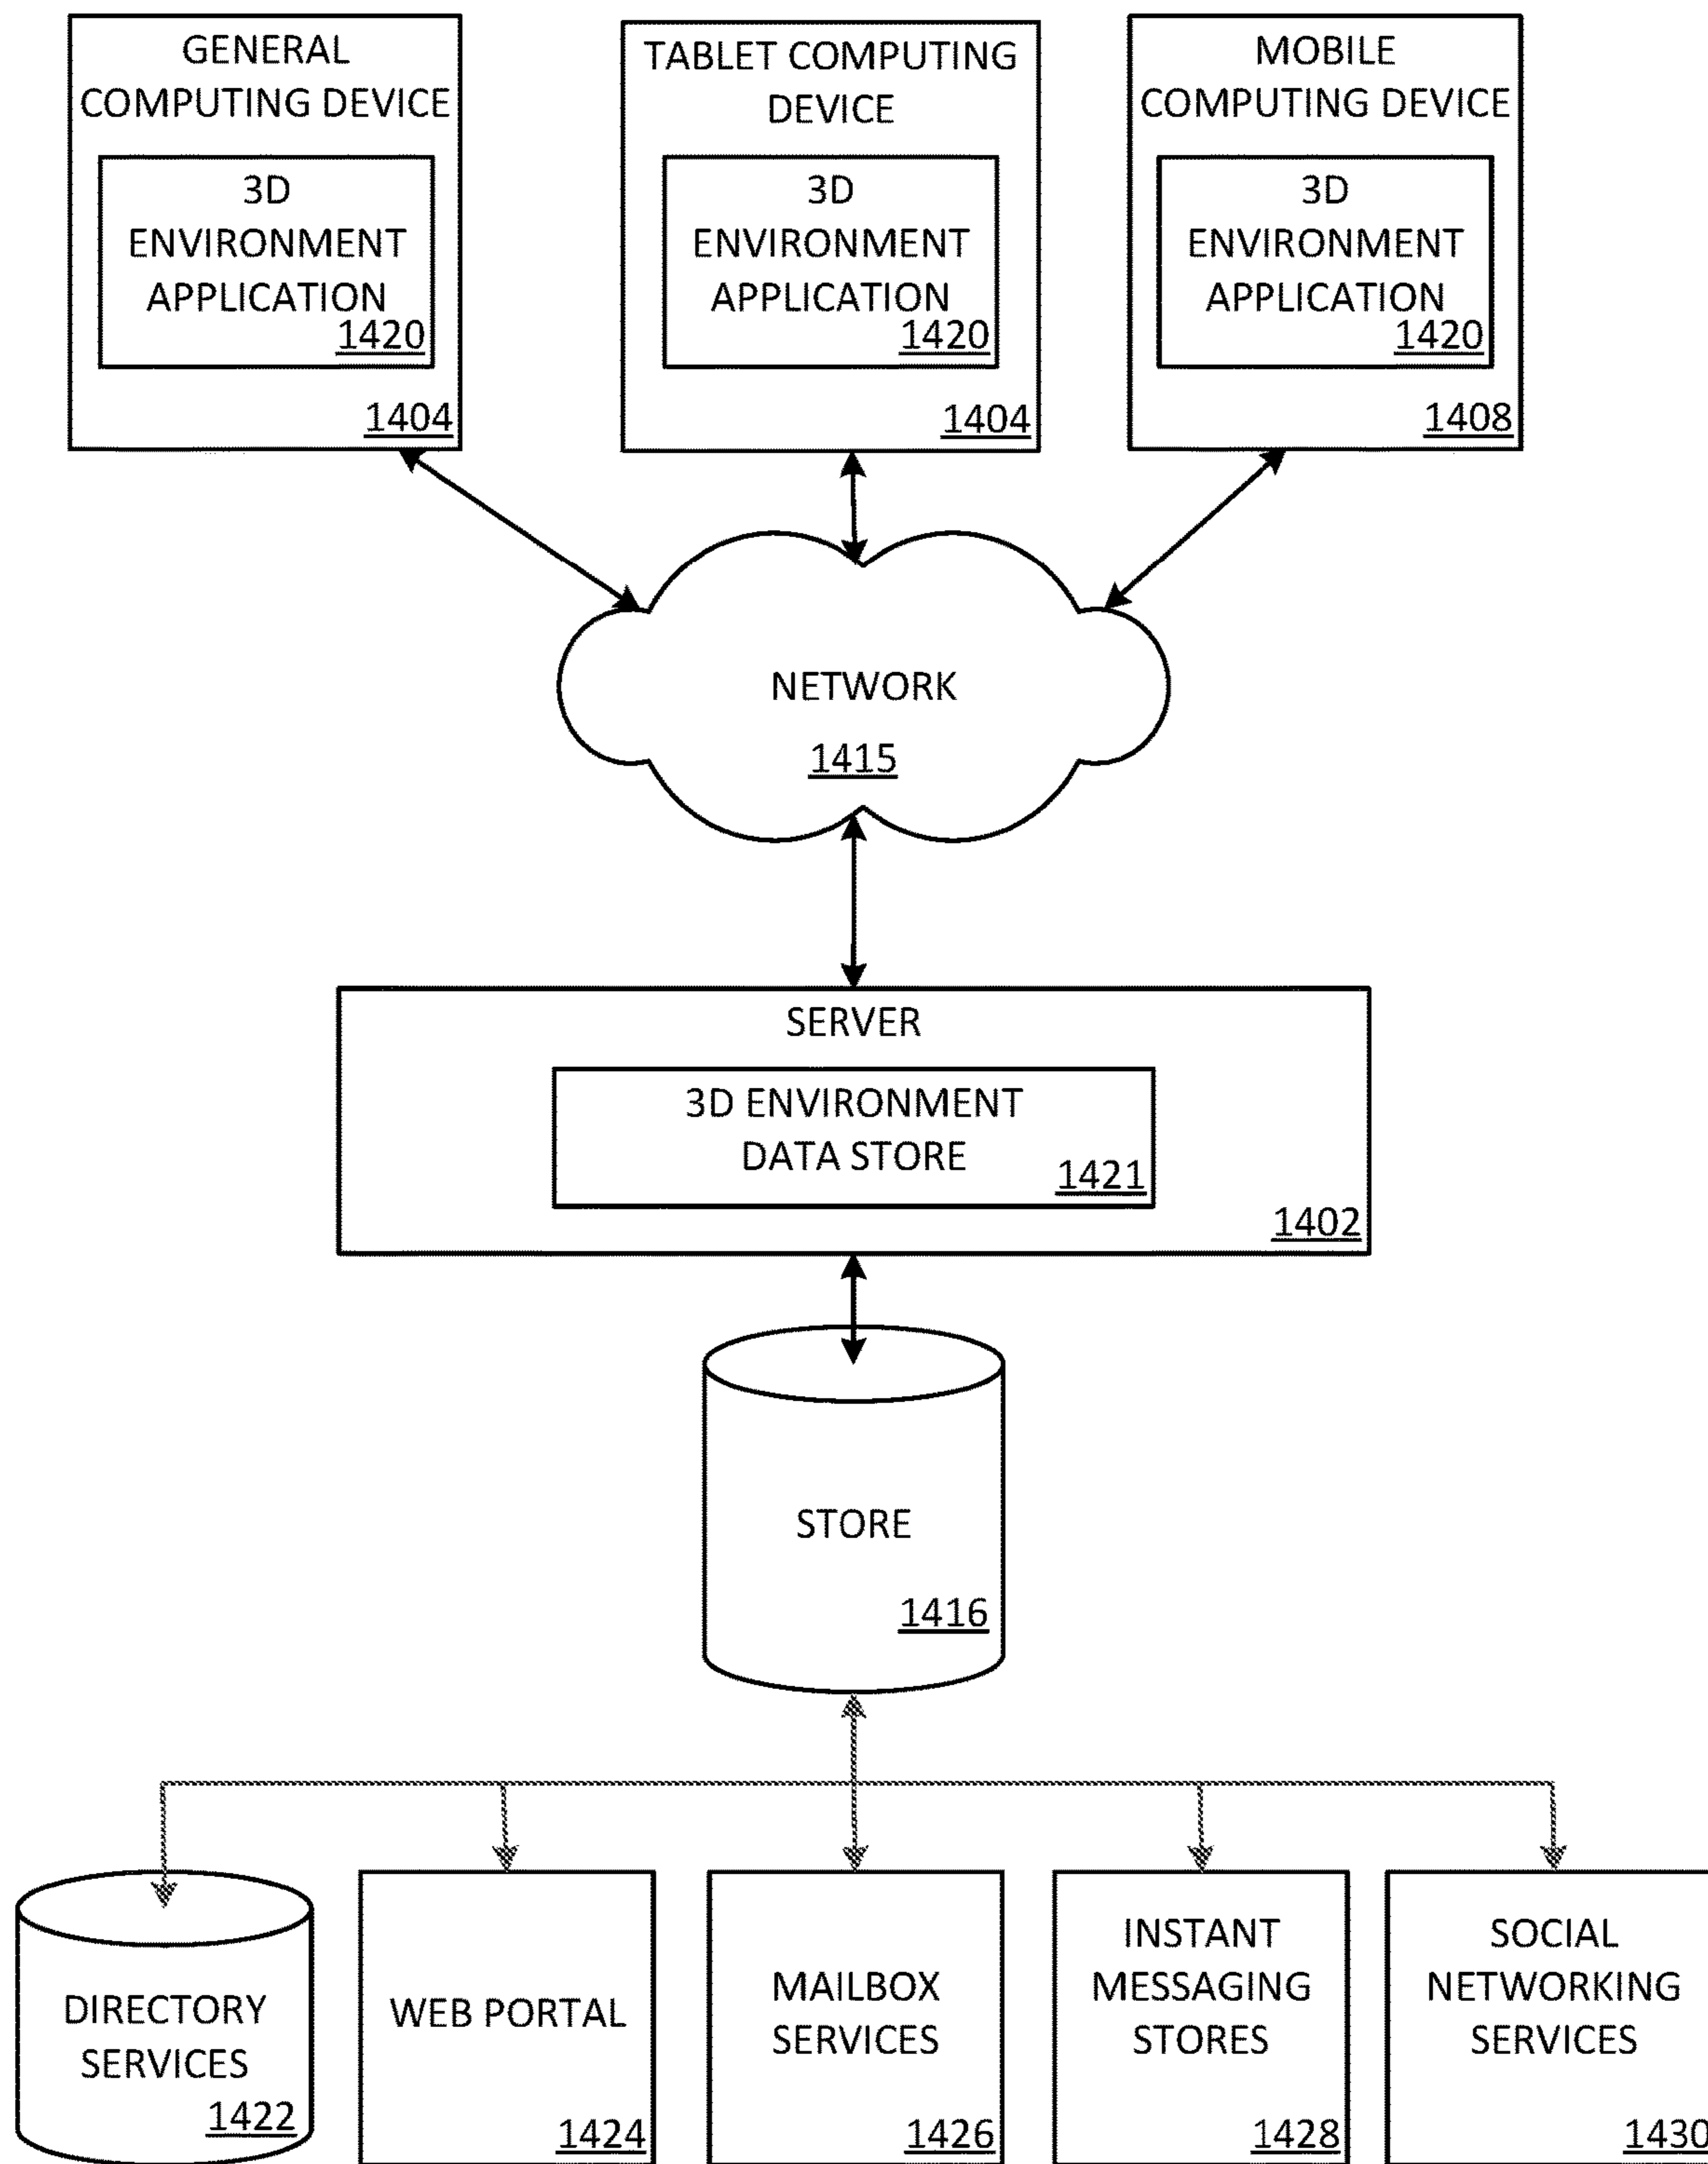 GENERAL
COMPUTING DEVICE
3D
ENVIRONMENT
APPLICATION
1420
1404
TABLET COMPUTING
DEVICE
3D
ENVIRONMENT
APPLICATION
1420
1404
MOBILE
COMPUTING DEVICE
3D
ENVIRONMENT
APPLICATION
1420
1408
NETWORK
1415
SERVER
3D ENVIRONMENT
DATA STORE
1421
1402
STORE
1416
DIRECTORY
SERVICES
1422
WEB PORTAL
1424
MAILBOX
SERVICES
1426
INSTANT
MESSAGING
STORES
1428
SOCIAL
NETWORKING
SERVICES
1430